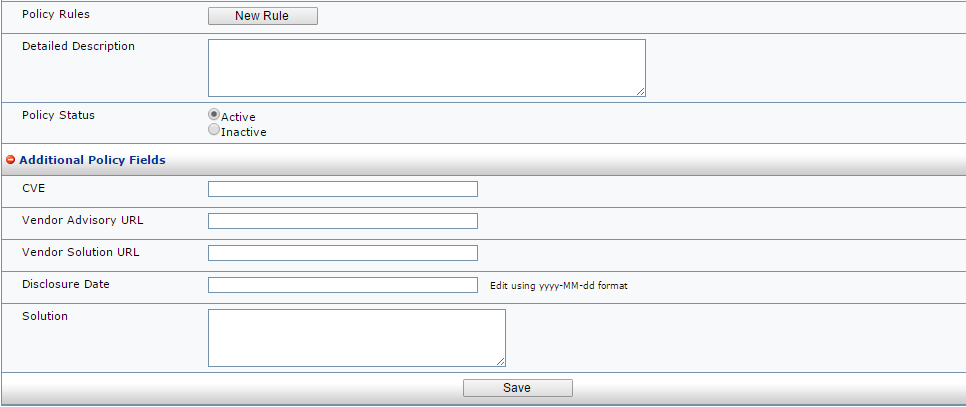 Policy Rules New Rule
Detailed Description
Policy Status Active
Inactive
Additional Policy Fields
CVE
Vendor Advisory URL
Vendor Solution URL
Disclosure Date Edit using yyyy-MM-dd format
Solution
Save